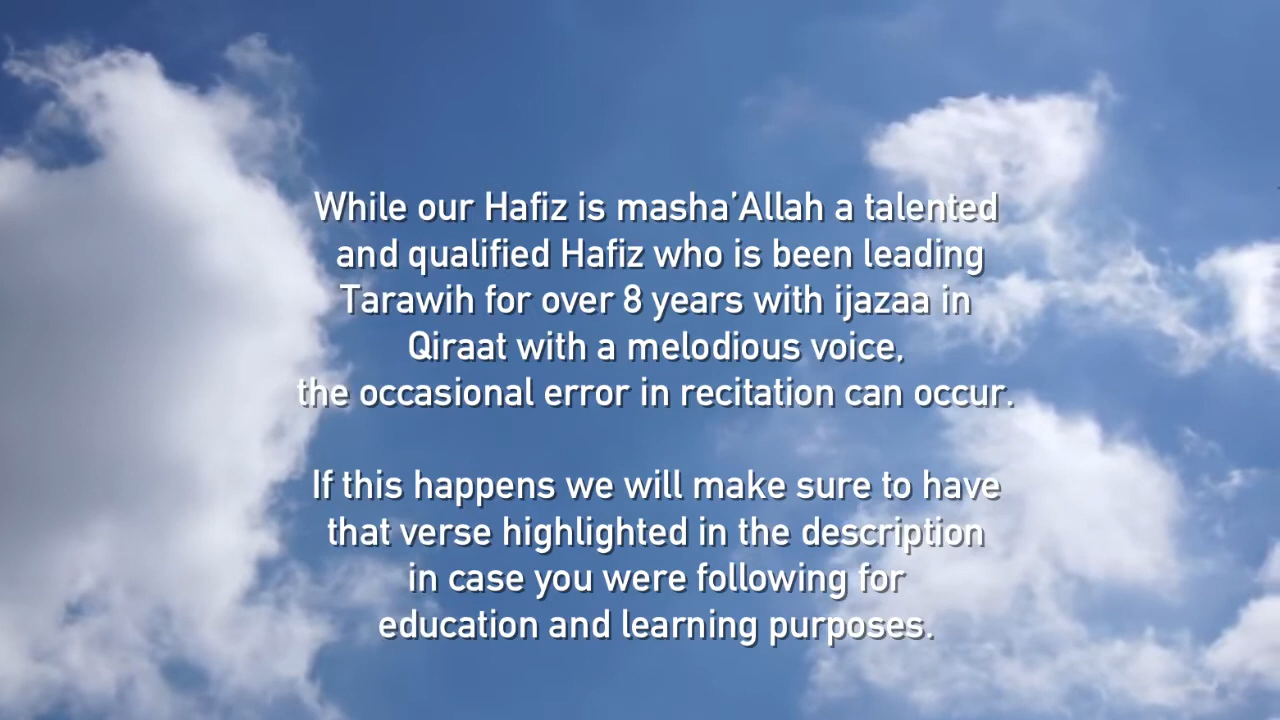 While our Hafiz is masha’Allah a talented
and qualified Hafiz who is been leading
Tarawih for over 8 years with ijazaa in
Qiraat with a melodious voice,
the occasional error in recitation can occur.
If this happens we will make sure to have
that verse highlighted in the description
in case you were following for
education and learning purposes.